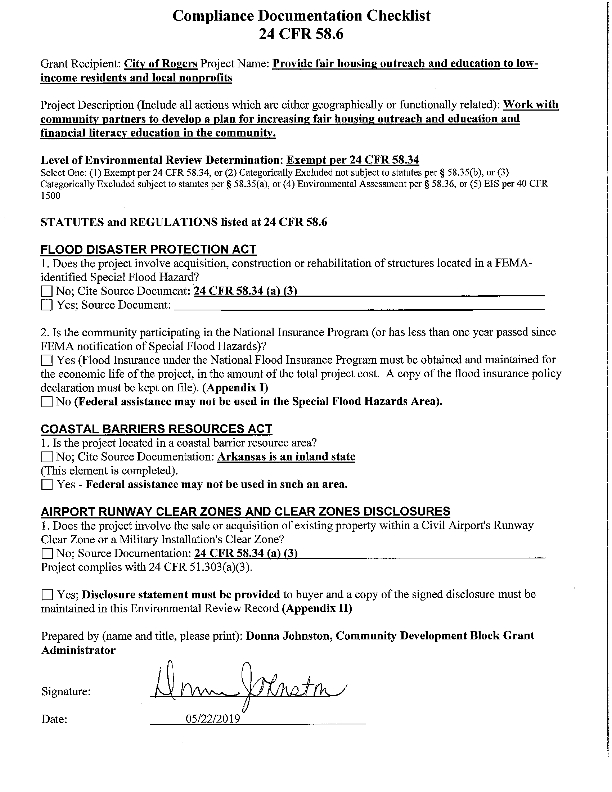 Compliance Documentation Checklist
24 CFR 58.6
Grant Recipient: City of Rogers Project Name: Provide fair housing outreach and education to low-
income residents and local nonprofits
Project Description (Include all actions which are either geographically or functionally related): Work with
community partners to develop a plan for increasing fair housing outreach and education and
financial literacy education in the community.
Level of Environmental Review Determination: Exempt per 24 CFR 58.34
Select One: (1) Exempt per 24 CFR 58.34, or (2) Categorically Excluded not subject to statutes per § 58.35(b), or (3)
Categorically Excluded subject to statutes per § 58.35(a), or (4) Environmental Assessment per § 58.36, or (5) EIS per 40 CFR
1500
STATUTES and REGULATIONS listed at 24 CFR 58.6
FLOOD DISASTER PROTECTION ACT
1. Does the project involve acquisition, construction or rehabilitation of structures located in a FEMA-
identified Special Flood Hazard?
☐ No; Cite Source Document: 24 CFR 58.34 (a) (3)
☐ Yes; Source Document:
2. Is the community participating in the National Insurance Program (or has less than one year passed since
FEMA notification of Special Flood Hazards)?
☐ Yes (Flood Insurance under the National Flood Insurance Program must be obtained and maintained for
the economic life of the project, in the amount of the total project cost. A copy of the flood insurance policy
declaration must be kept on file). (Appendix I)
☐ No (Federal assistance may not be used in the Special Flood Hazards Area).
COASTAL BARRIERS RESOURCES ACT
1. Is the project located in a coastal barrier resource area?
☐ No; Cite Source Documentation: Arkansas is an inland state
(This element is completed).
☐ Yes - Federal assistance may not be used in such an area.
AIRPORT RUNWAY CLEAR ZONES AND CLEAR ZONES DISCLOSURES
1. Does the project involve the sale or acquisition of existing property within a Civil Airport's Runway
Clear Zone or a Military Installation's Clear Zone?
☐ No; Source Documentation: 24 CFR 58.34 (a) (3)
Project complies with 24 CFR 51.303(a)(3).
☐ Yes; Disclosure statement must be provided to buyer and a copy of the signed disclosure must be
maintained in this Environmental Review Record (Appendix II)
Prepared by (name and title, please print): Donna Johnston, Community Development Block Grant
Administrator
Signature: Donna Johnston
Date: 05/22/2019